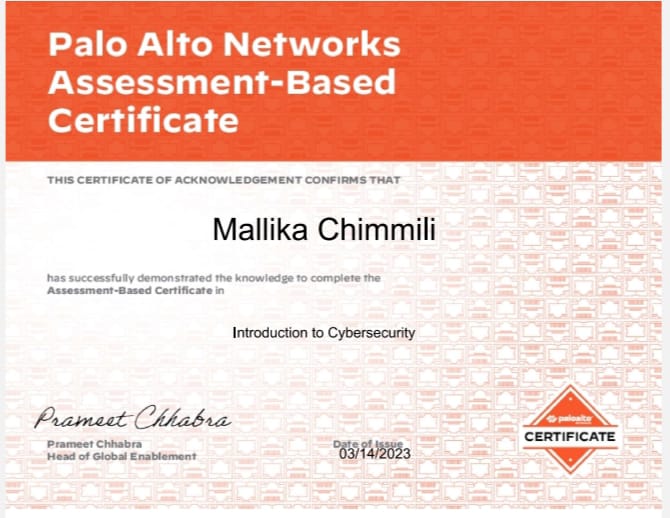 Palo Alto Networks
Assessment-Based
Certificate
THIS CERTIFICATE OF ACKNOWLEDGEMENT CONFIRMS THAT
Mallika Chimmili
has successfully demonstrated the knowledge to complete the
Assessment-Based Certificate in
Introduction to Cybersecurity
Prameet Chhabra
Prameet Chhabra
Head of Global Enablement
Date of Issue
03/14/2023
paloalto
CERTIFICATE